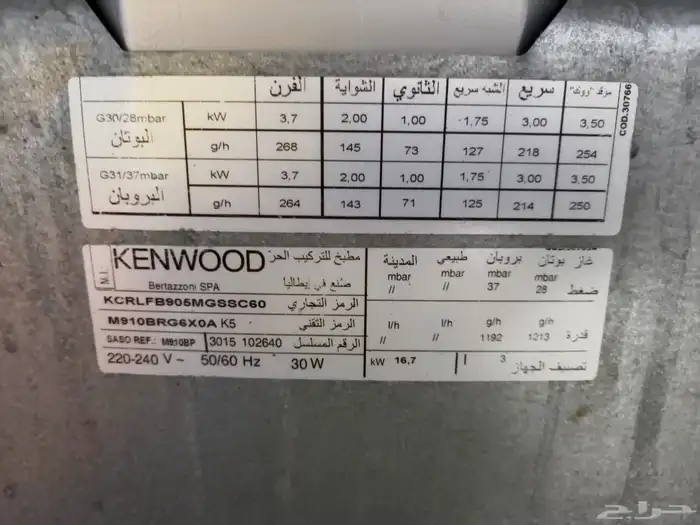 الفرن الشواية الثانوي الشبه سريع سريع موقد "ووك"
G30/28mbar البوتان kW 3,7 2,00 1,00 1,75 3,00 3,50
g/h 268 145 73 127 218 254
G31/37mbar البروبان kW 3,7 2,00 1,00 1,75 3,00 3,50
g/h 264 143 71 125 214 250
COD.30766
M.I. KENWOOD مطبخ للتركيب الحر
Bertazzoni SPA صنع في إيطاليا
KCRLFB905MGSSC60 الرمز التجاري
M910BRG6X0A K5 الرمز التقني
SASO REF.: M910BP 3015 102640 الرقم المسلسل
220-240 V ~ 50/60 Hz 30 W
غاز بوتان بروبان طبيعي المدينة
mbar mbar mbar mbar
ضغط 28 37 // //
g/h g/h l/h l/h
قدرة 1213 1192 // //
kW 16,7 I 3 تصنيف الجهاز
حراج